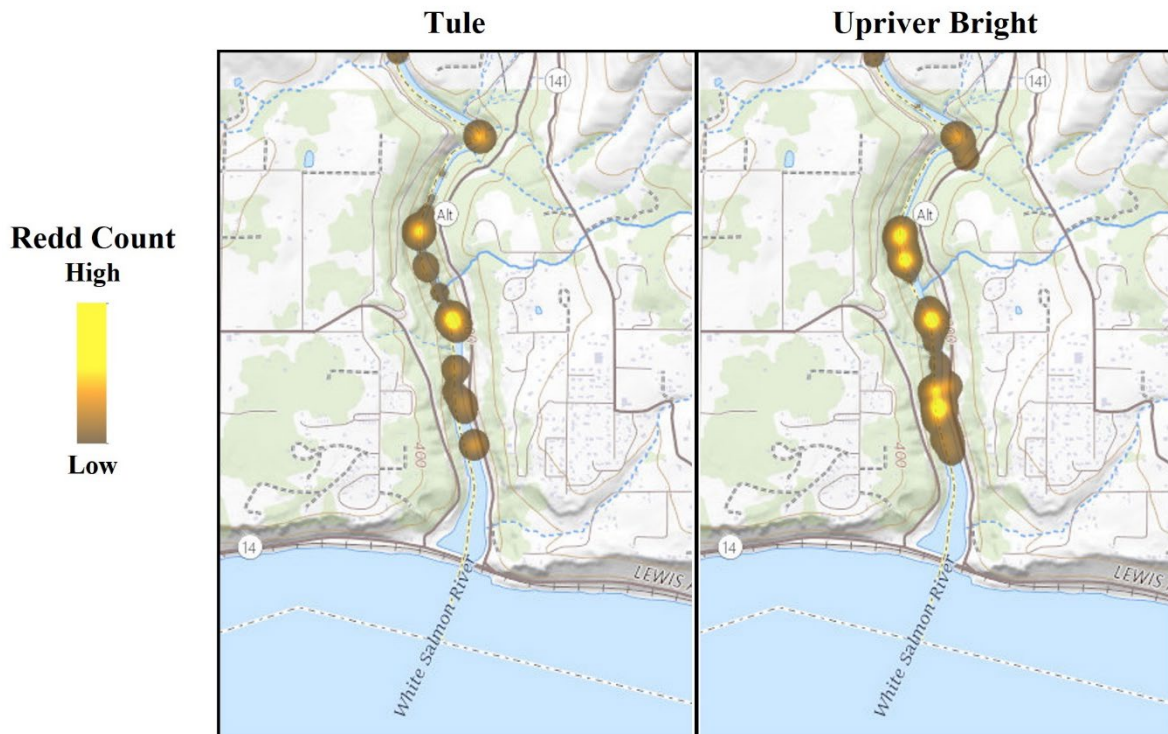 Tule
Upriver Bright
Redd Count
High
Low
141
Alt
400
14
LEWIS
White Salmon River
141
Alt
400
14
LEWIS
White Salmon River